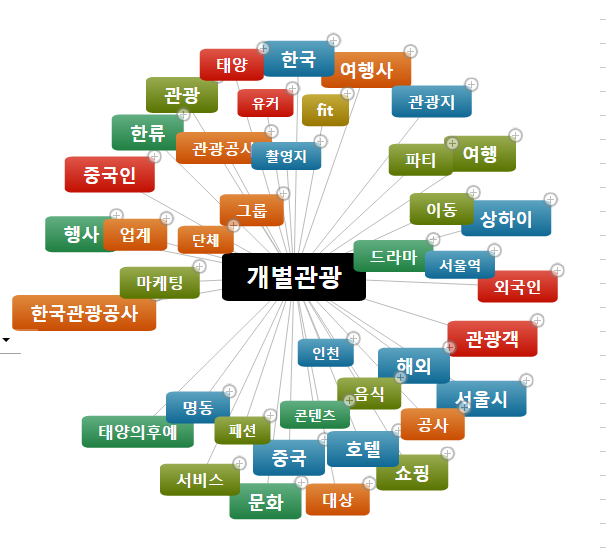 한국
태양
여행사
관광
유커
fit
관광지
한류
관광공사
촬영지
파티
여행
중국인
그룹
이동
상하이
행사
업계
단체
드라마
서울역
개별관광
마케팅
외국인
한국관광공사
관광객
인천
해외
음식
서울시
명동
콘텐츠
공사
태양의후예
패션
호텔
중국
쇼핑
서비스
문화
대상